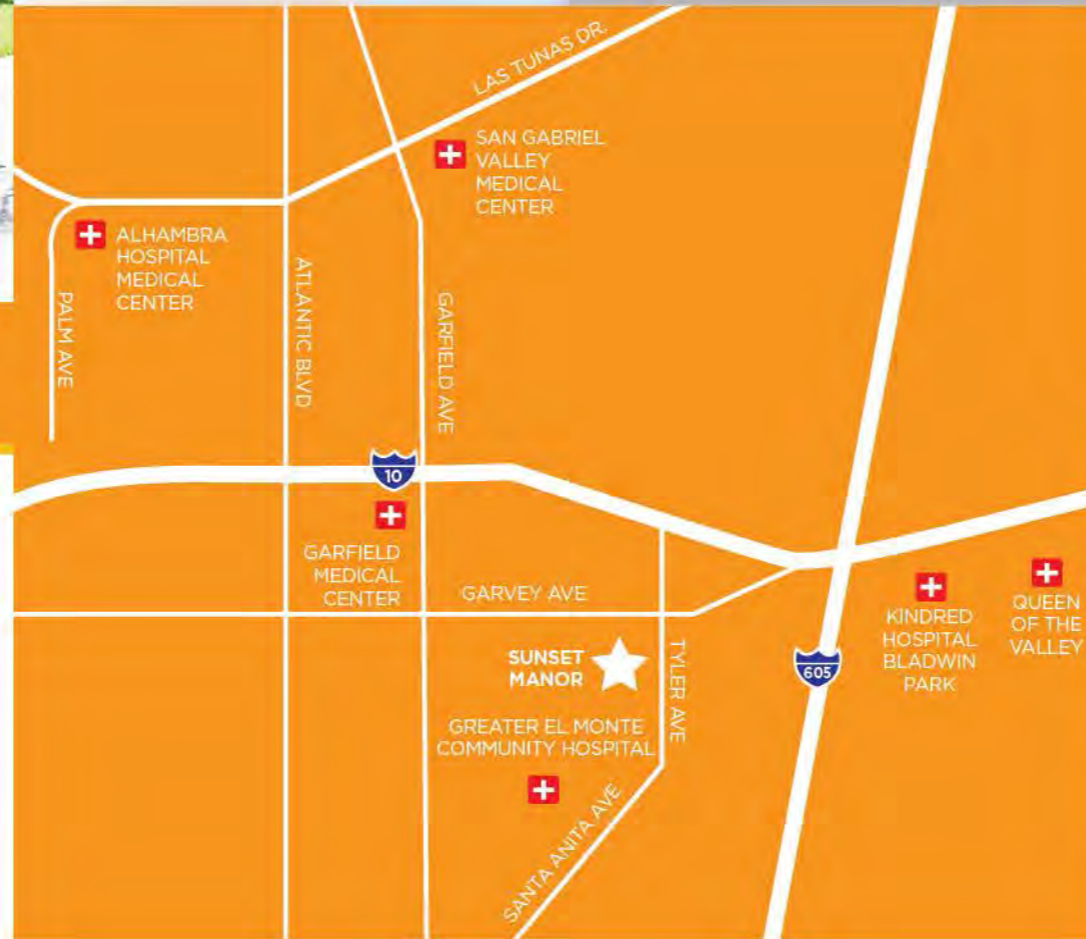 LAS TUNAS DR.
SAN GABRIEL
VALLEY
MEDICAL
CENTER
ALHAMBRA
HOSPITAL
MEDICAL
CENTER
PALM AVE
ATLANTIC BLVD
GARFIELD AVE
10
GARFIELD
MEDICAL
CENTER
GARVEY AVE
SUNSET
MANOR
TYLER AVE
GREATER EL MONTE
COMMUNITY HOSPITAL
SANTA ANITA AVE
605
KINDRED
HOSPITAL
BLADWIN
PARK
QUEEN
OF THE
VALLEY